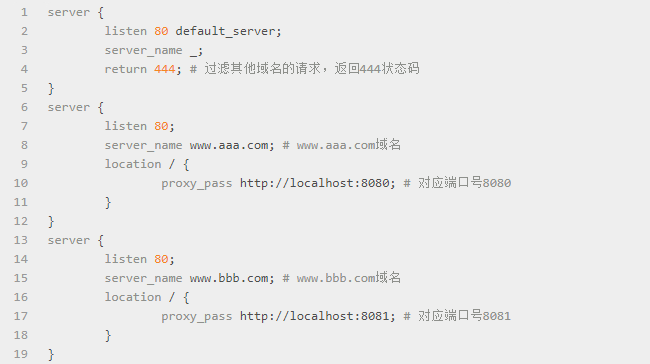 1 server {
2         listen 80 default_server;
3         server_name _;
4         return 444; # 过滤其他域名的请求，返回444状态码
5 }
6 server {
7         listen 80;
8         server_name www.aaa.com; # www.aaa.com域名
9         location / {
10                 proxy_pass http://localhost:8080; # 对应端口号8080
11         }
12 }
13 server {
14         listen 80;
15         server_name www.bbb.com; # www.bbb.com域名
16         location / {
17                 proxy_pass http://localhost:8081; # 对应端口号8081
18         }
19 }